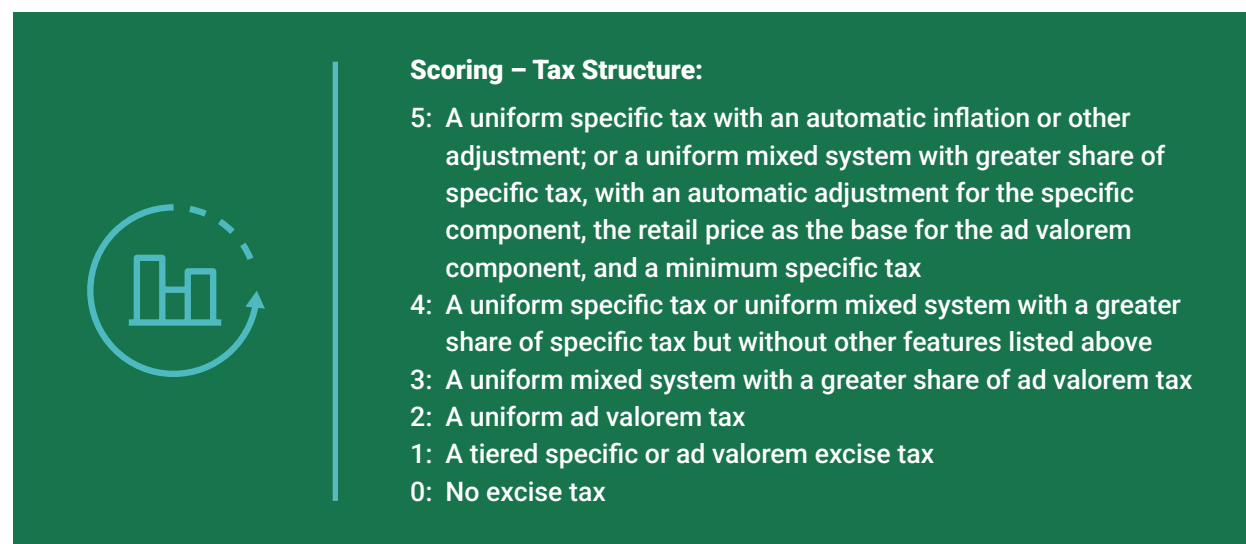 Scoring – Tax Structure:
5: A uniform specific tax with an automatic inflation or other
adjustment; or a uniform mixed system with greater share of
specific tax, with an automatic adjustment for the specific
component, the retail price as the base for the ad valorem
component, and a minimum specific tax
4: A uniform specific tax or uniform mixed system with a greater
share of specific tax but without other features listed above
3: A uniform mixed system with a greater share of ad valorem tax
2: A uniform ad valorem tax
1: A tiered specific or ad valorem excise tax
0: No excise tax